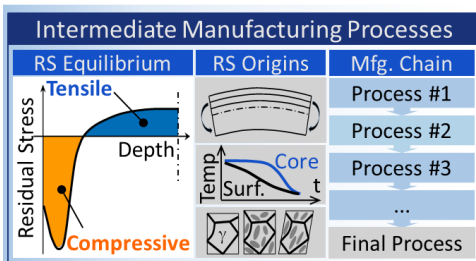 Intermediate Manufacturing Processes
RS Equilibrium
RS Origins
Mfg. Chain
Tensile
Residual Stress
Depth
Compressive
Temp
Core
Surf.
t
γ
Process #1
Process #2
Process #3
...
Final Process